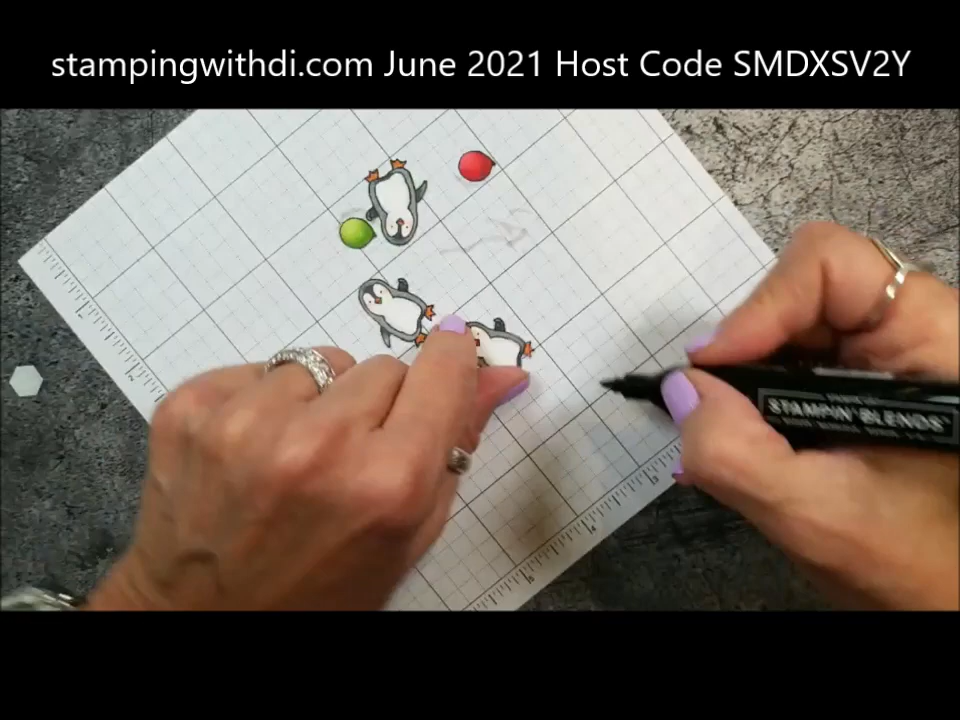 stampingwithdi.com June 2021 Host Code SMDXSV2Y
STAMPIN' BLENDS